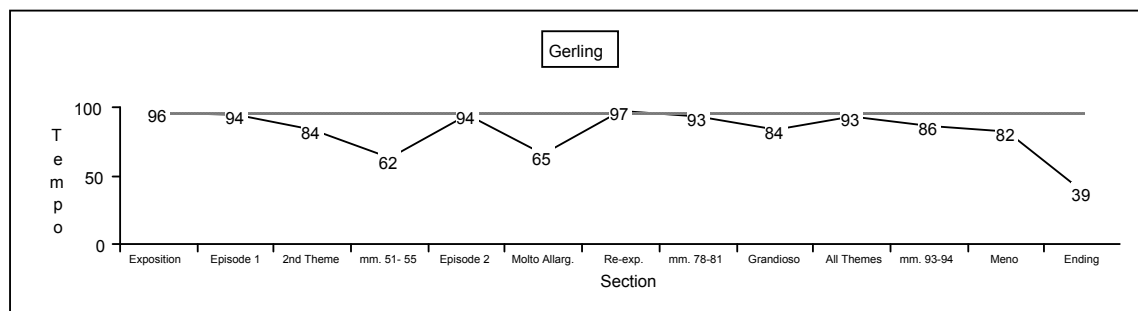 Gerling
Tempo
100
50
0
96
94
84
62
94
65
97
93
84
93
86
82
39
Exposition
Episode 1
2nd Theme
mm. 51- 55
Episode 2
Molto Allarg.
Re-exp.
mm. 78-81
Grandioso
All Themes
mm. 93-94
Meno
Ending
Section